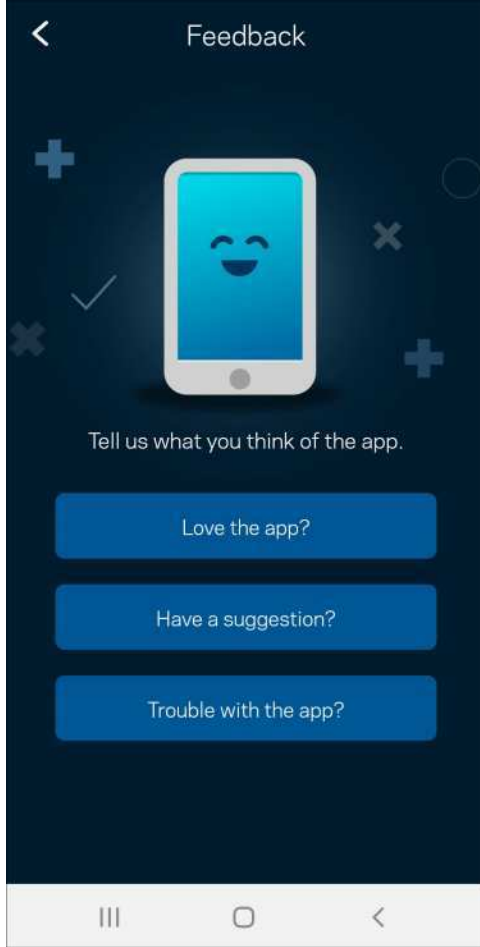 Feedback
Tell us what you think of the app.
Love the app?
Have a suggestion?
Trouble with the app?